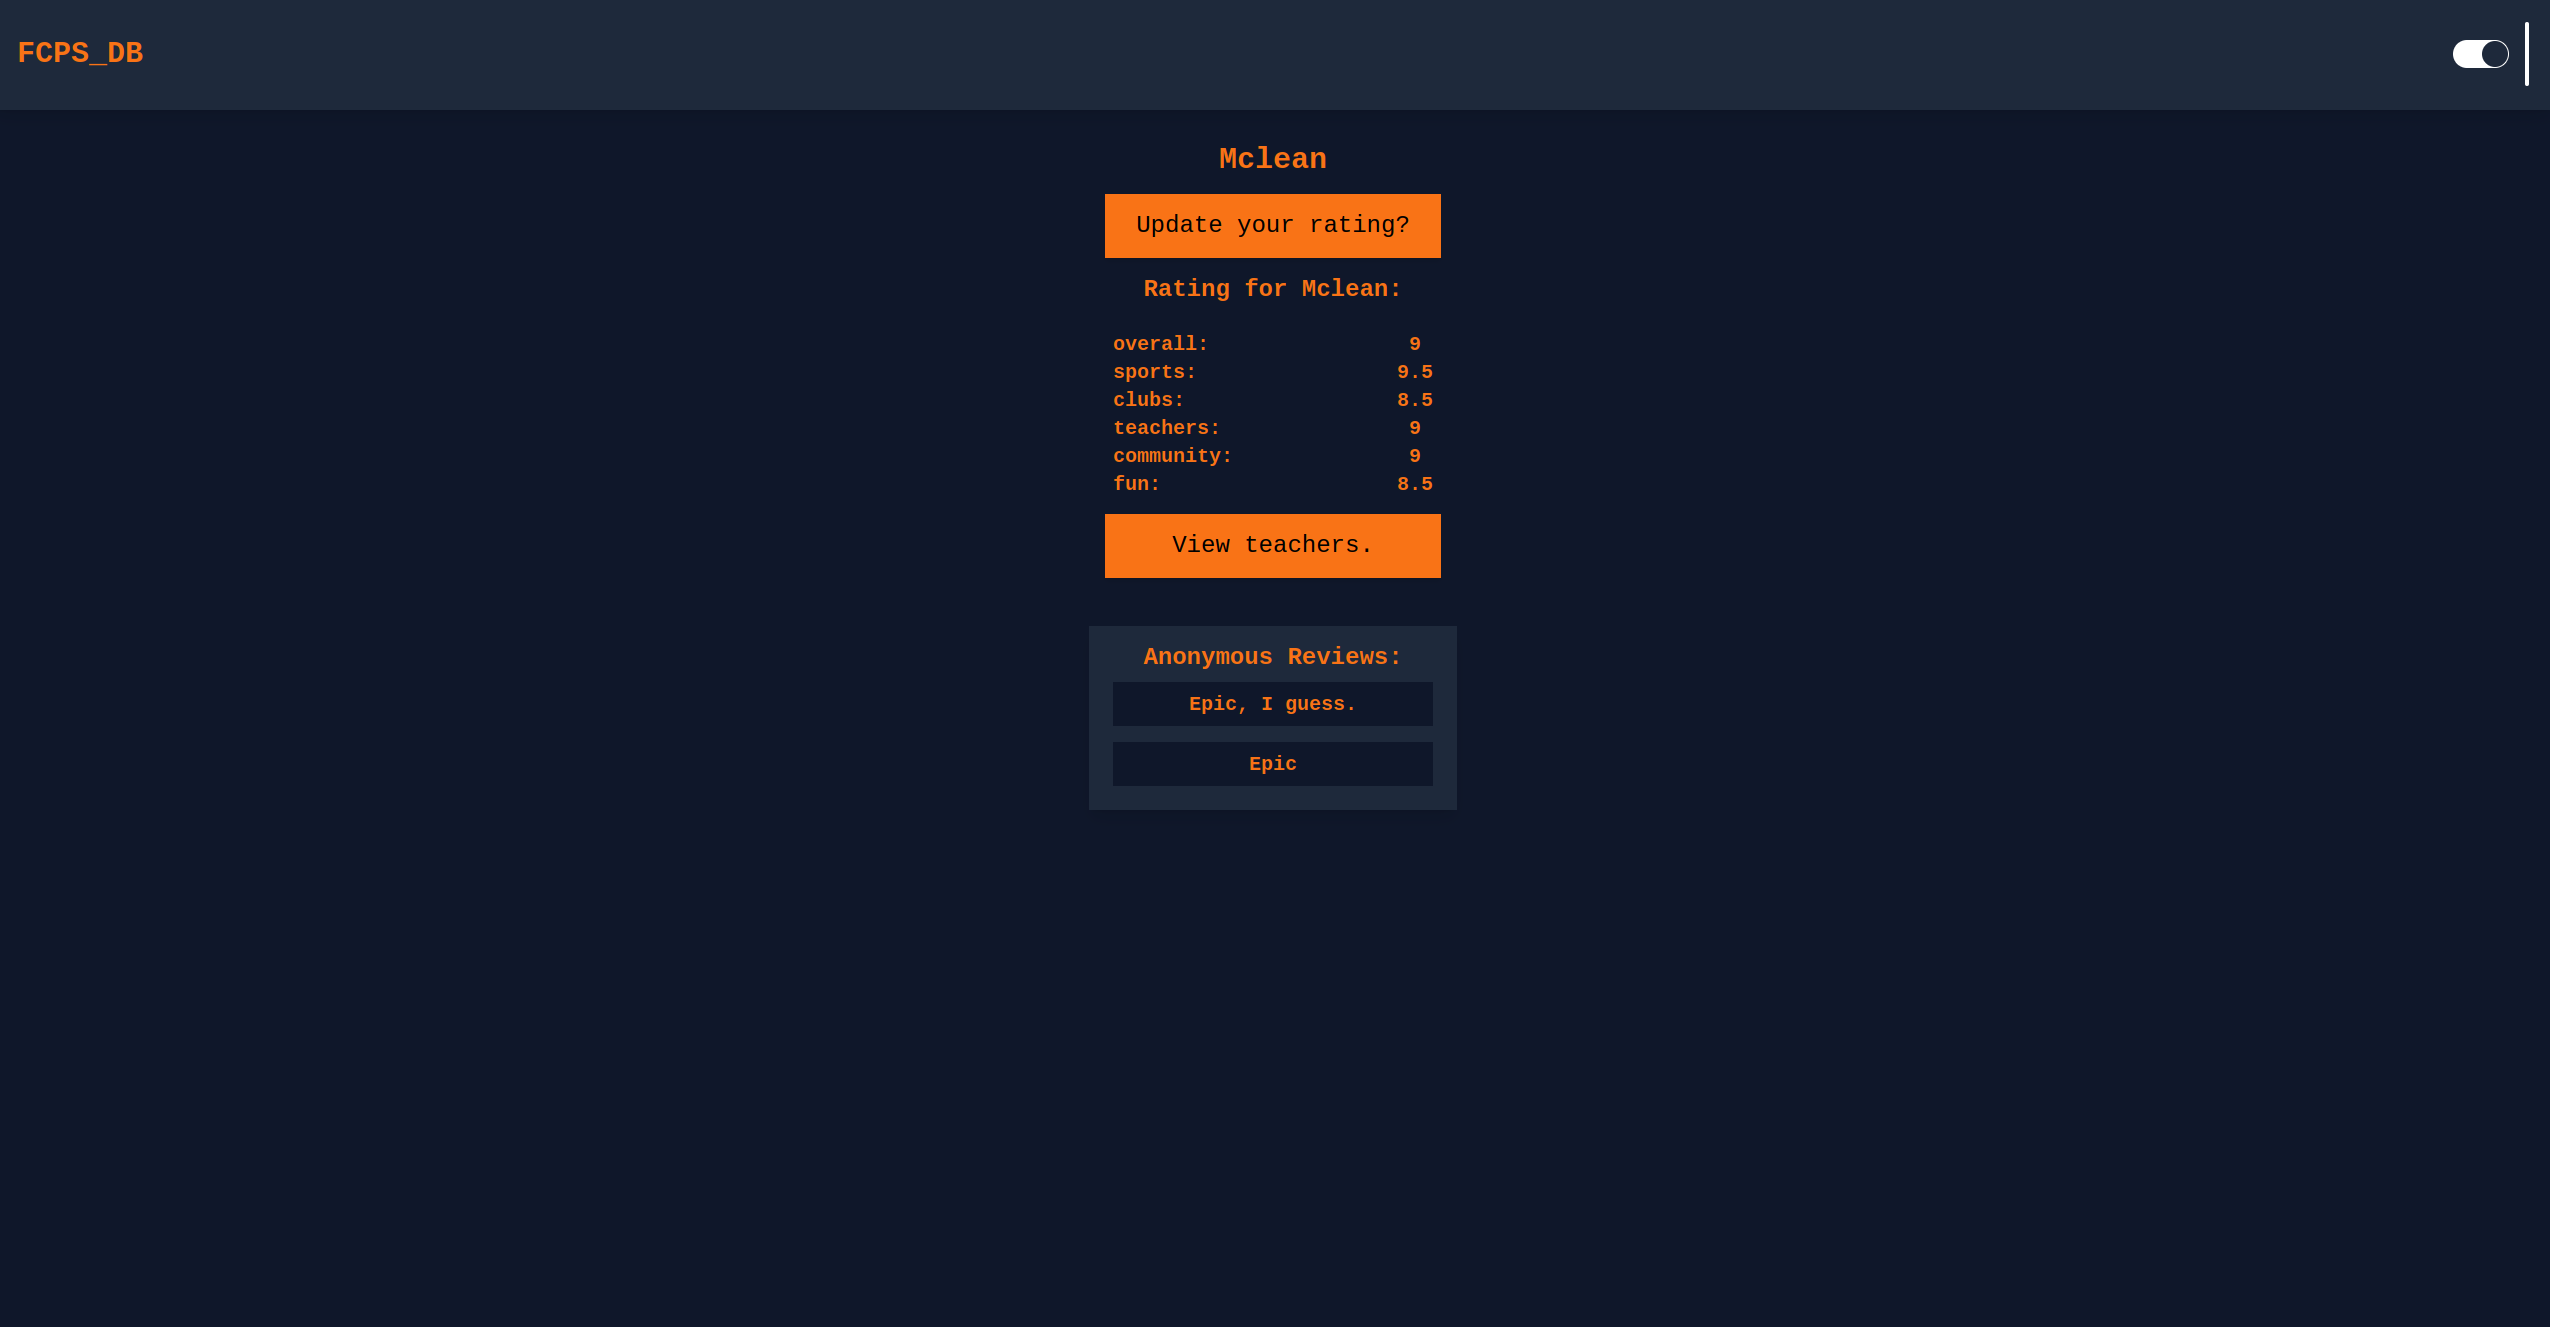 FCPS_DB
Mclean
Update your rating?
Rating for Mclean:
overall: 9
sports: 9.5
clubs: 8.5
teachers: 9
community: 9
fun: 8.5
View teachers.
Anonymous Reviews:
Epic, I guess.
Epic